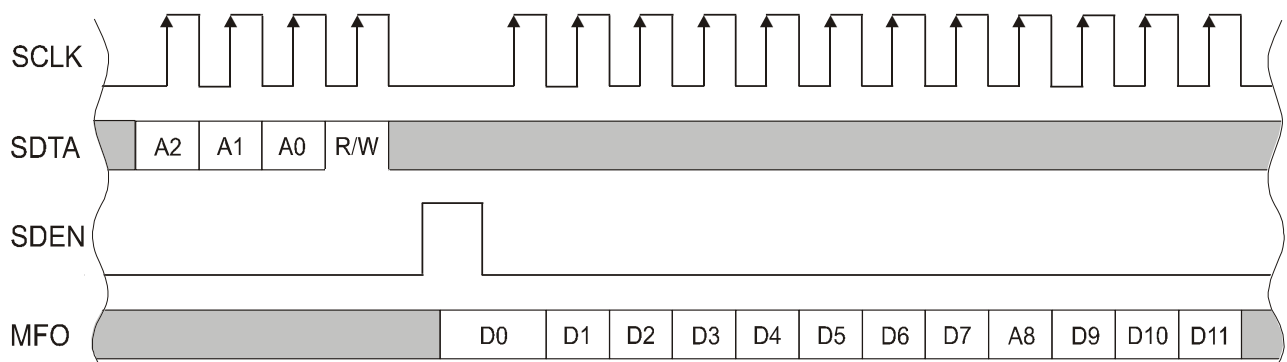 SCLK
SDTA A2 A1 A0 R/W
SDEN
MFO D0 D1 D2 D3 D4 D5 D6 D7 A8 D9 D10 D11